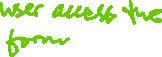 user access the
form